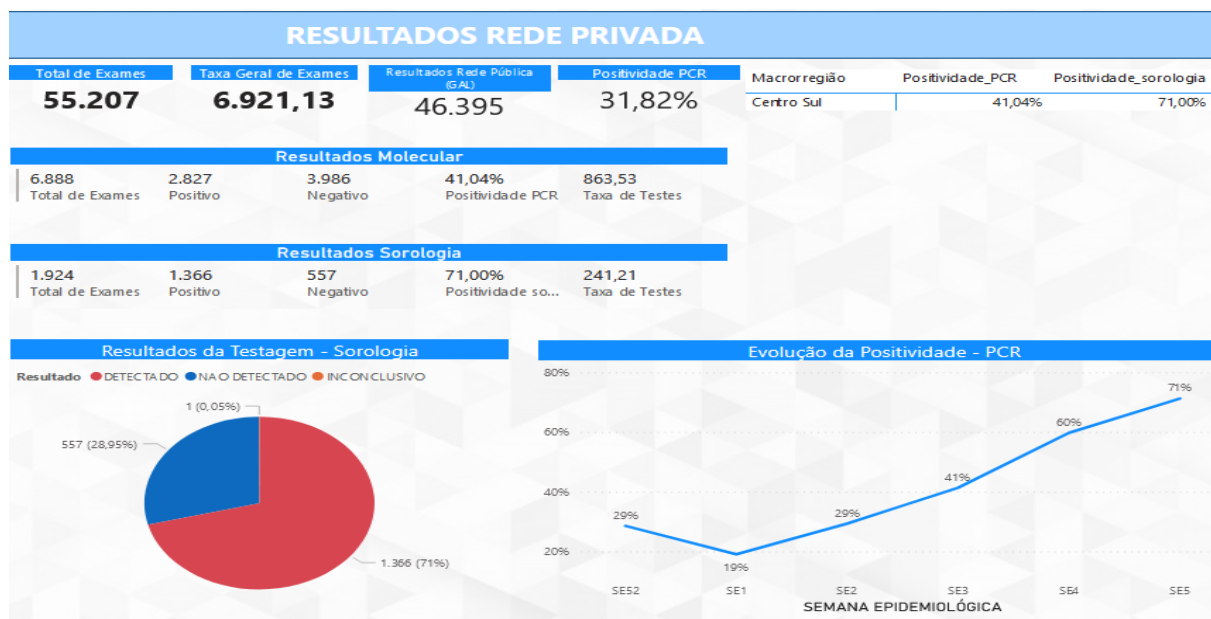 RESULTADOS REDE PRIVADA
Total de Exames
55.207
Taxa Geral de Exames
6.921,13
Resultados Rede Pública
(GAL)
46.395
Positividade PCR
31,82%
Macrorregião Positividade_PCR Positividade_sorologia
Centro Sul 41,04% 71,00%
Resultados Molecular
6.888 2.827 3.986 41,04% 863,53
Total de Exames Positivo Negativo Positividade PCR Taxa de Testes
Resultados Sorologia
1.924 1.366 557 71,00% 241,21
Total de Exames Positivo Negativo Positividade so... Taxa de Testes
Resultados da Testagem - Sorologia
Resultado DETECTADO NAO DETECTADO INCONCLUSIVO
1 (0,05%)
557 (28,95%)
1.366 (71%)
Evolução da Positividade - PCR
80%
60%
40%
20%
29%
19%
29%
41%
60%
71%
SE52 SE1 SE2 SE3 SE4 SE5
SEMANA EPIDEMIOLÓGICA